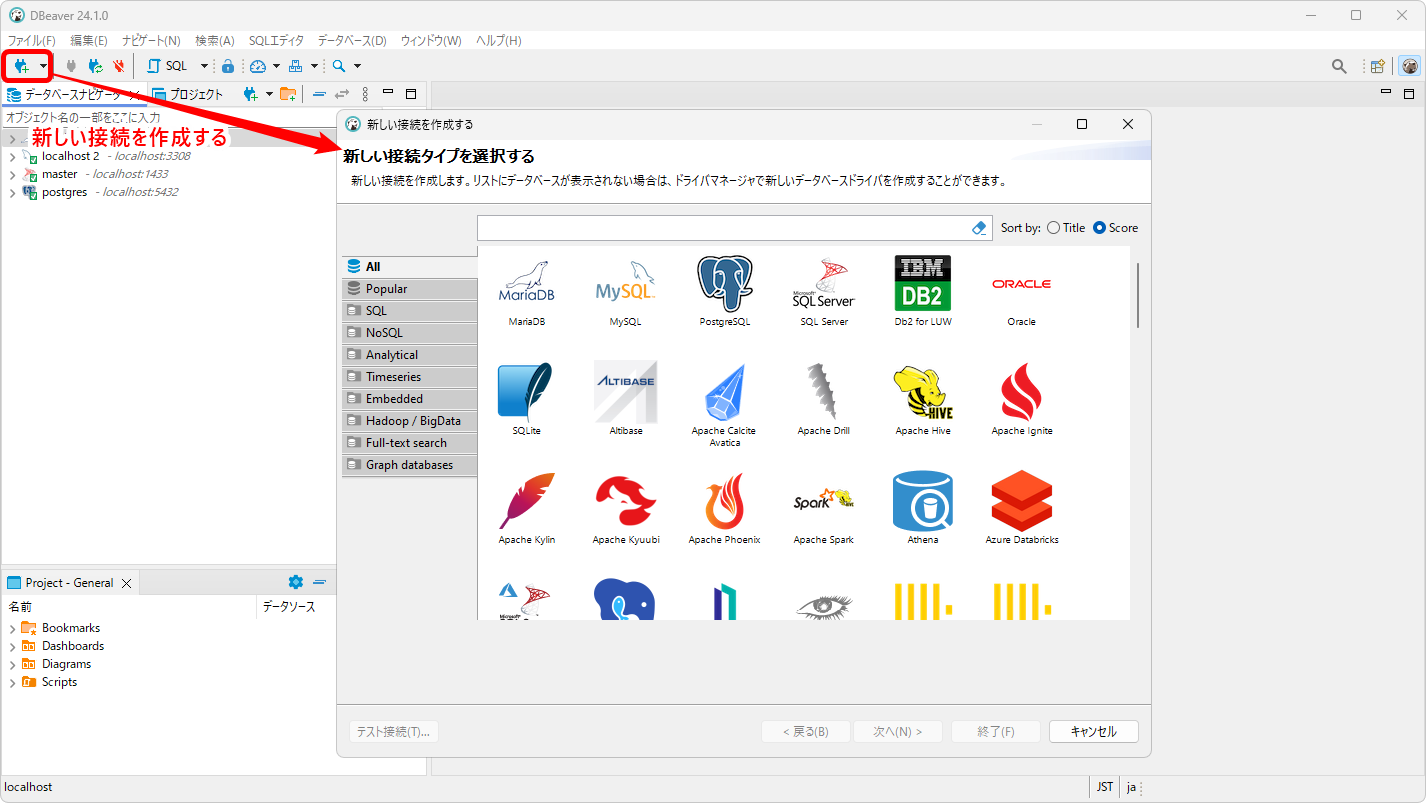 DBeaver 24.1.0
ファイル(F) 編集(E) ナビゲート(N) 検索(A) SQLエディタ データベース(D) ウィンドウ(W) ヘルプ(H)
SQL
データベースナビゲーター プロジェクト
オブジェクト名の一部をここに入力
新しい接続を作成する
localhost 2 - localhost:3308
master - localhost:1433
postgres - localhost:5432
新しい接続を作成する
新しい接続タイプを選択する
新しい接続を作成します。リストにデータベースが表示されない場合は、ドライバマネージャで新しいデータベースドライバを作成することができます。
Sort by: Title Score
All
Popular
SQL
NoSQL
Analytical
Timeseries
Embedded
Hadoop / BigData
Full-text search
Graph databases
MariaDB MySQL Microsoft SQL Server IBM DB2 ORACLE
MariaDB MySQL PostgreSQL SQL Server Db2 for LUW Oracle
ALTIBASE HIVE
SQLite Altibase Apache Calcite Avatica Apache Drill Apache Hive Apache Ignite
Spark HIVE
Apache Kylin Apache Kyuubi Apache Phoenix Apache Spark Athena Azure Databricks
Microsoft
テスト接続(T)... < 戻る(B) 次へ(N) > 終了(F) キャンセル
Project - General
名前 データソース
Bookmarks
Dashboards
Diagrams
Scripts
localhost JST ja